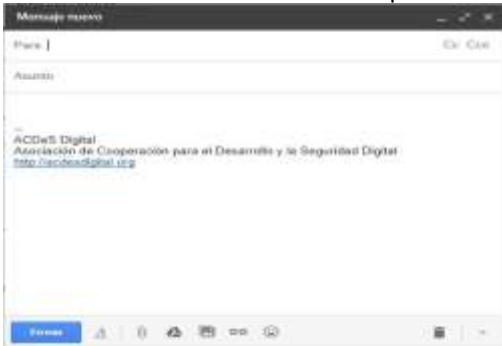 Mensaje nuevo
Para
Cc Cco
Asunto
--
ACDeS Digital
Asociación de Cooperación para el Desarrollo y la Seguridad Digital
http://acdesdigital.org
Enviar